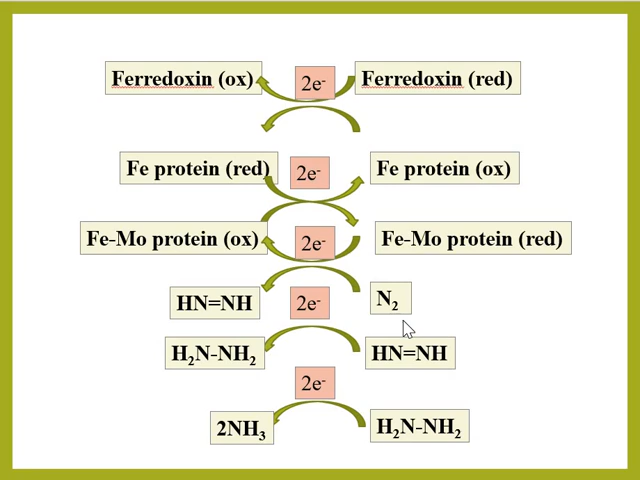 Ferredoxin (ox) 2e⁻ Ferredoxin (red)
Fe protein (red) 2e⁻ Fe protein (ox)
Fe-Mo protein (ox) 2e⁻ Fe-Mo protein (red)
HN=NH 2e⁻ N₂
H₂N-NH₂ HN=NH
2e⁻
2NH₃ H₂N-NH₂